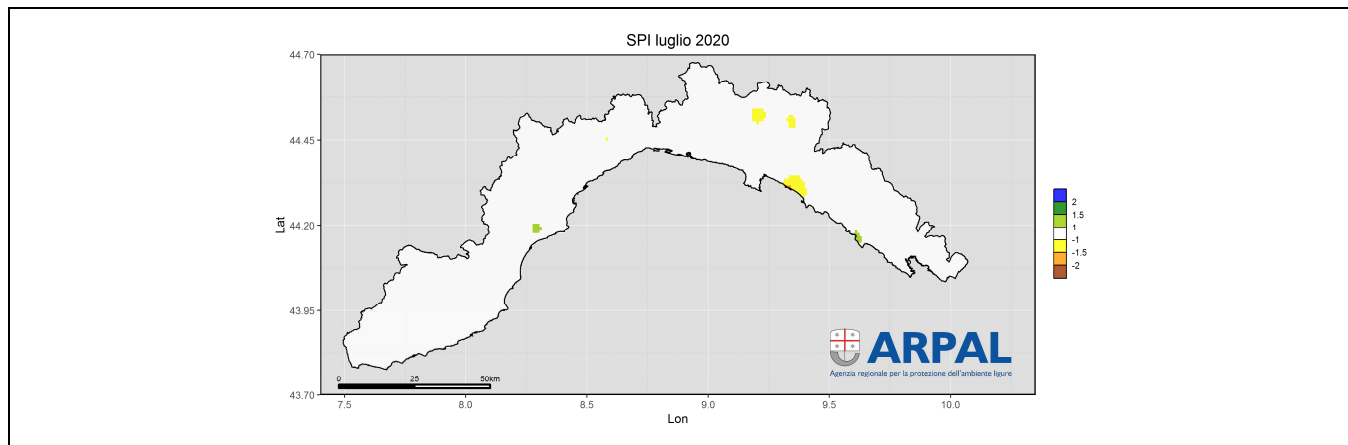 SPI luglio 2020
44.70
44.45
44.20
43.95
43.70
Lat
7.5 8.0 8.5 9.0 9.5 10.0
Lon
0 25 50km
ARPAL
Agenzia regionale per la protezione dell'ambiente ligure
2
1.5
1
-1
-1.5
-2